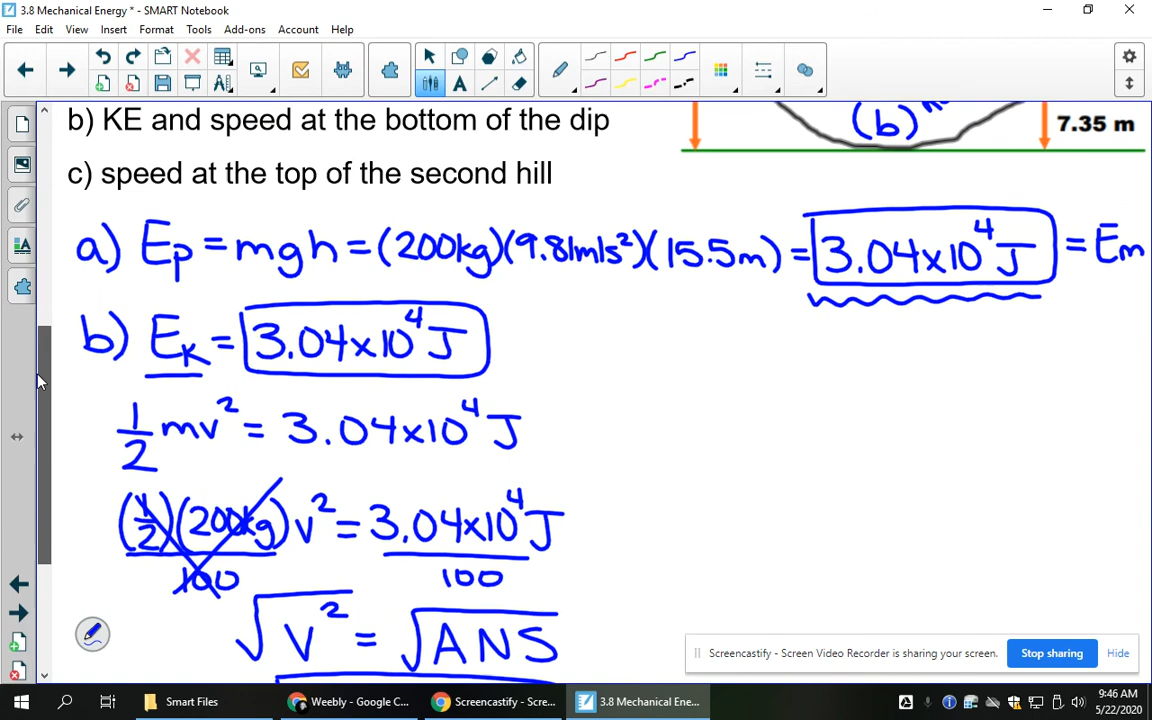 3.8 Mechanical Energy * - SMART Notebook
File Edit View Insert Format Tools Add-ons Account Help
b) KE and speed at the bottom of the dip
(b)
7.35 m
c) speed at the top of the second hill
a) Ep = mgh = (200kg)(9.81m/s²)(15.5m) = 3.04x10⁴J = Em
b) EK = 3.04x10⁴J
1/2 mv² = 3.04x10⁴J
(1/2)(200kg)v² = 3.04x10⁴J
100 100
√v² = √ANS
Screencastify - Screen Video Recorder is sharing your screen. Stop sharing Hide
Smart Files Weebly - Google C... Screencastify - Scre... 3.8 Mechanical Ene... 9:46 AM
5/22/2020